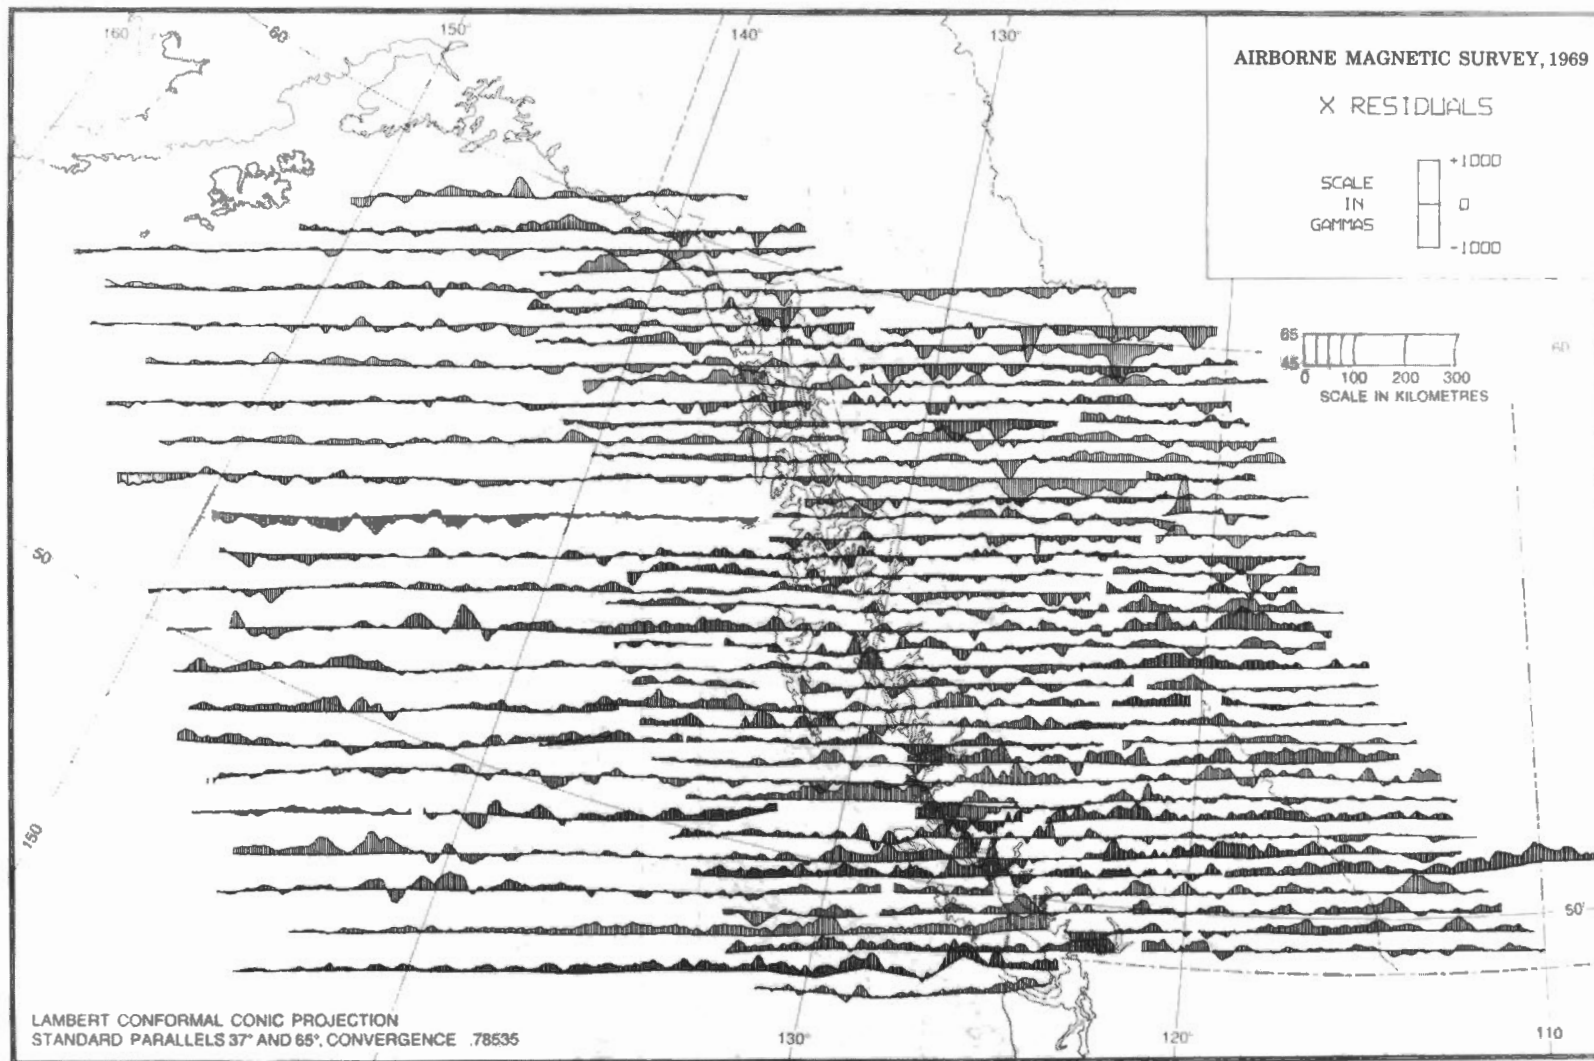 160
60
150°
140°
130°
AIRBORNE MAGNETIC SURVEY, 1969
X RESIDUALS
SCALE
IN
GAMMAS
+1000
0
-1000
65
45
0 100 200 300
SCALE IN KILOMETRES
60
50
150
50°
LAMBERT CONFORMAL CONIC PROJECTION
STANDARD PARALLELS 37° AND 65°, CONVERGENCE .78535
130°
120°
110